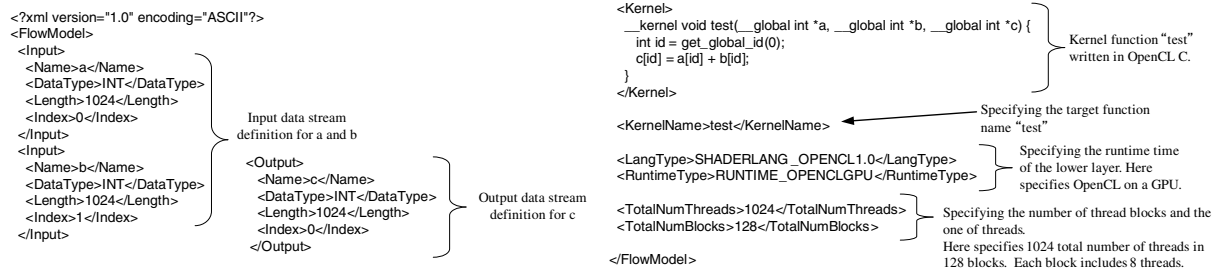 <?xml version="1.0" encoding="ASCII"?>
<FlowModel>
<Input>
<Name>a</Name>
<DataType>INT</DataType>
<Length>1024</Length>
<Index>0</Index>
</Input>
<Input>
<Name>b</Name>
<DataType>INT</DataType>
<Length>1024</Length>
<Index>1</Index>
</Input>
Input data stream
definition for a and b
<Output>
<Name>c</Name>
<DataType>INT</DataType>
<Length>1024</Length>
<Index>0</Index>
</Output>
Output data stream
definition for c
<Kernel>
__kernel void test(__global int *a, __global int *b, __global int *c) {
int id = get_global_id(0);
c[id] = a[id] + b[id];
}
</Kernel>
Kernel function “test”
written in OpenCL C.
<KernelName>test</KernelName>
Specifying the target function
name “test”
<LangType>SHADERLANG_OPENCL1.0</LangType>
<RuntimeType>RUNTIME_OPENCLGPU</RuntimeType>
Specifying the runtime time
of the lower layer. Here
specifies OpenCL on a GPU.
<TotalNumThreads>1024</TotalNumThreads>
<TotalNumBlocks>128</TotalNumBlocks>
Specifying the number of thread blocks and the
one of threads.
Here specifies 1024 total number of threads in
128 blocks. Each block includes 8 threads.
</FlowModel>